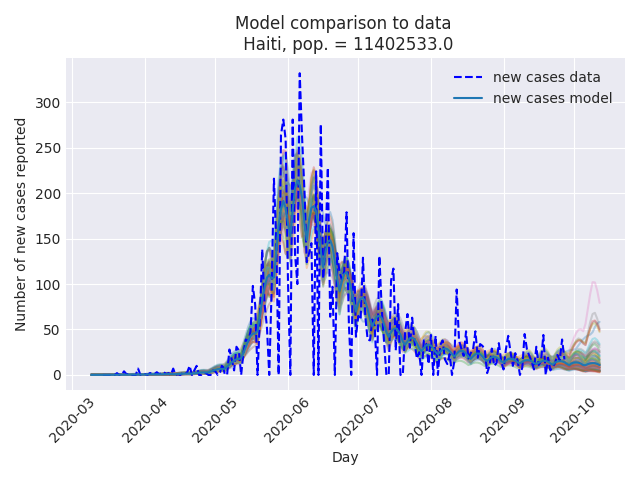 Model comparison to data
Haiti, pop. = 11402533.0
new cases data
new cases model
Number of new cases reported
300
250
200
150
100
50
0
2020-03
2020-04
2020-05
2020-06
2020-07
2020-08
2020-09
2020-10
Day